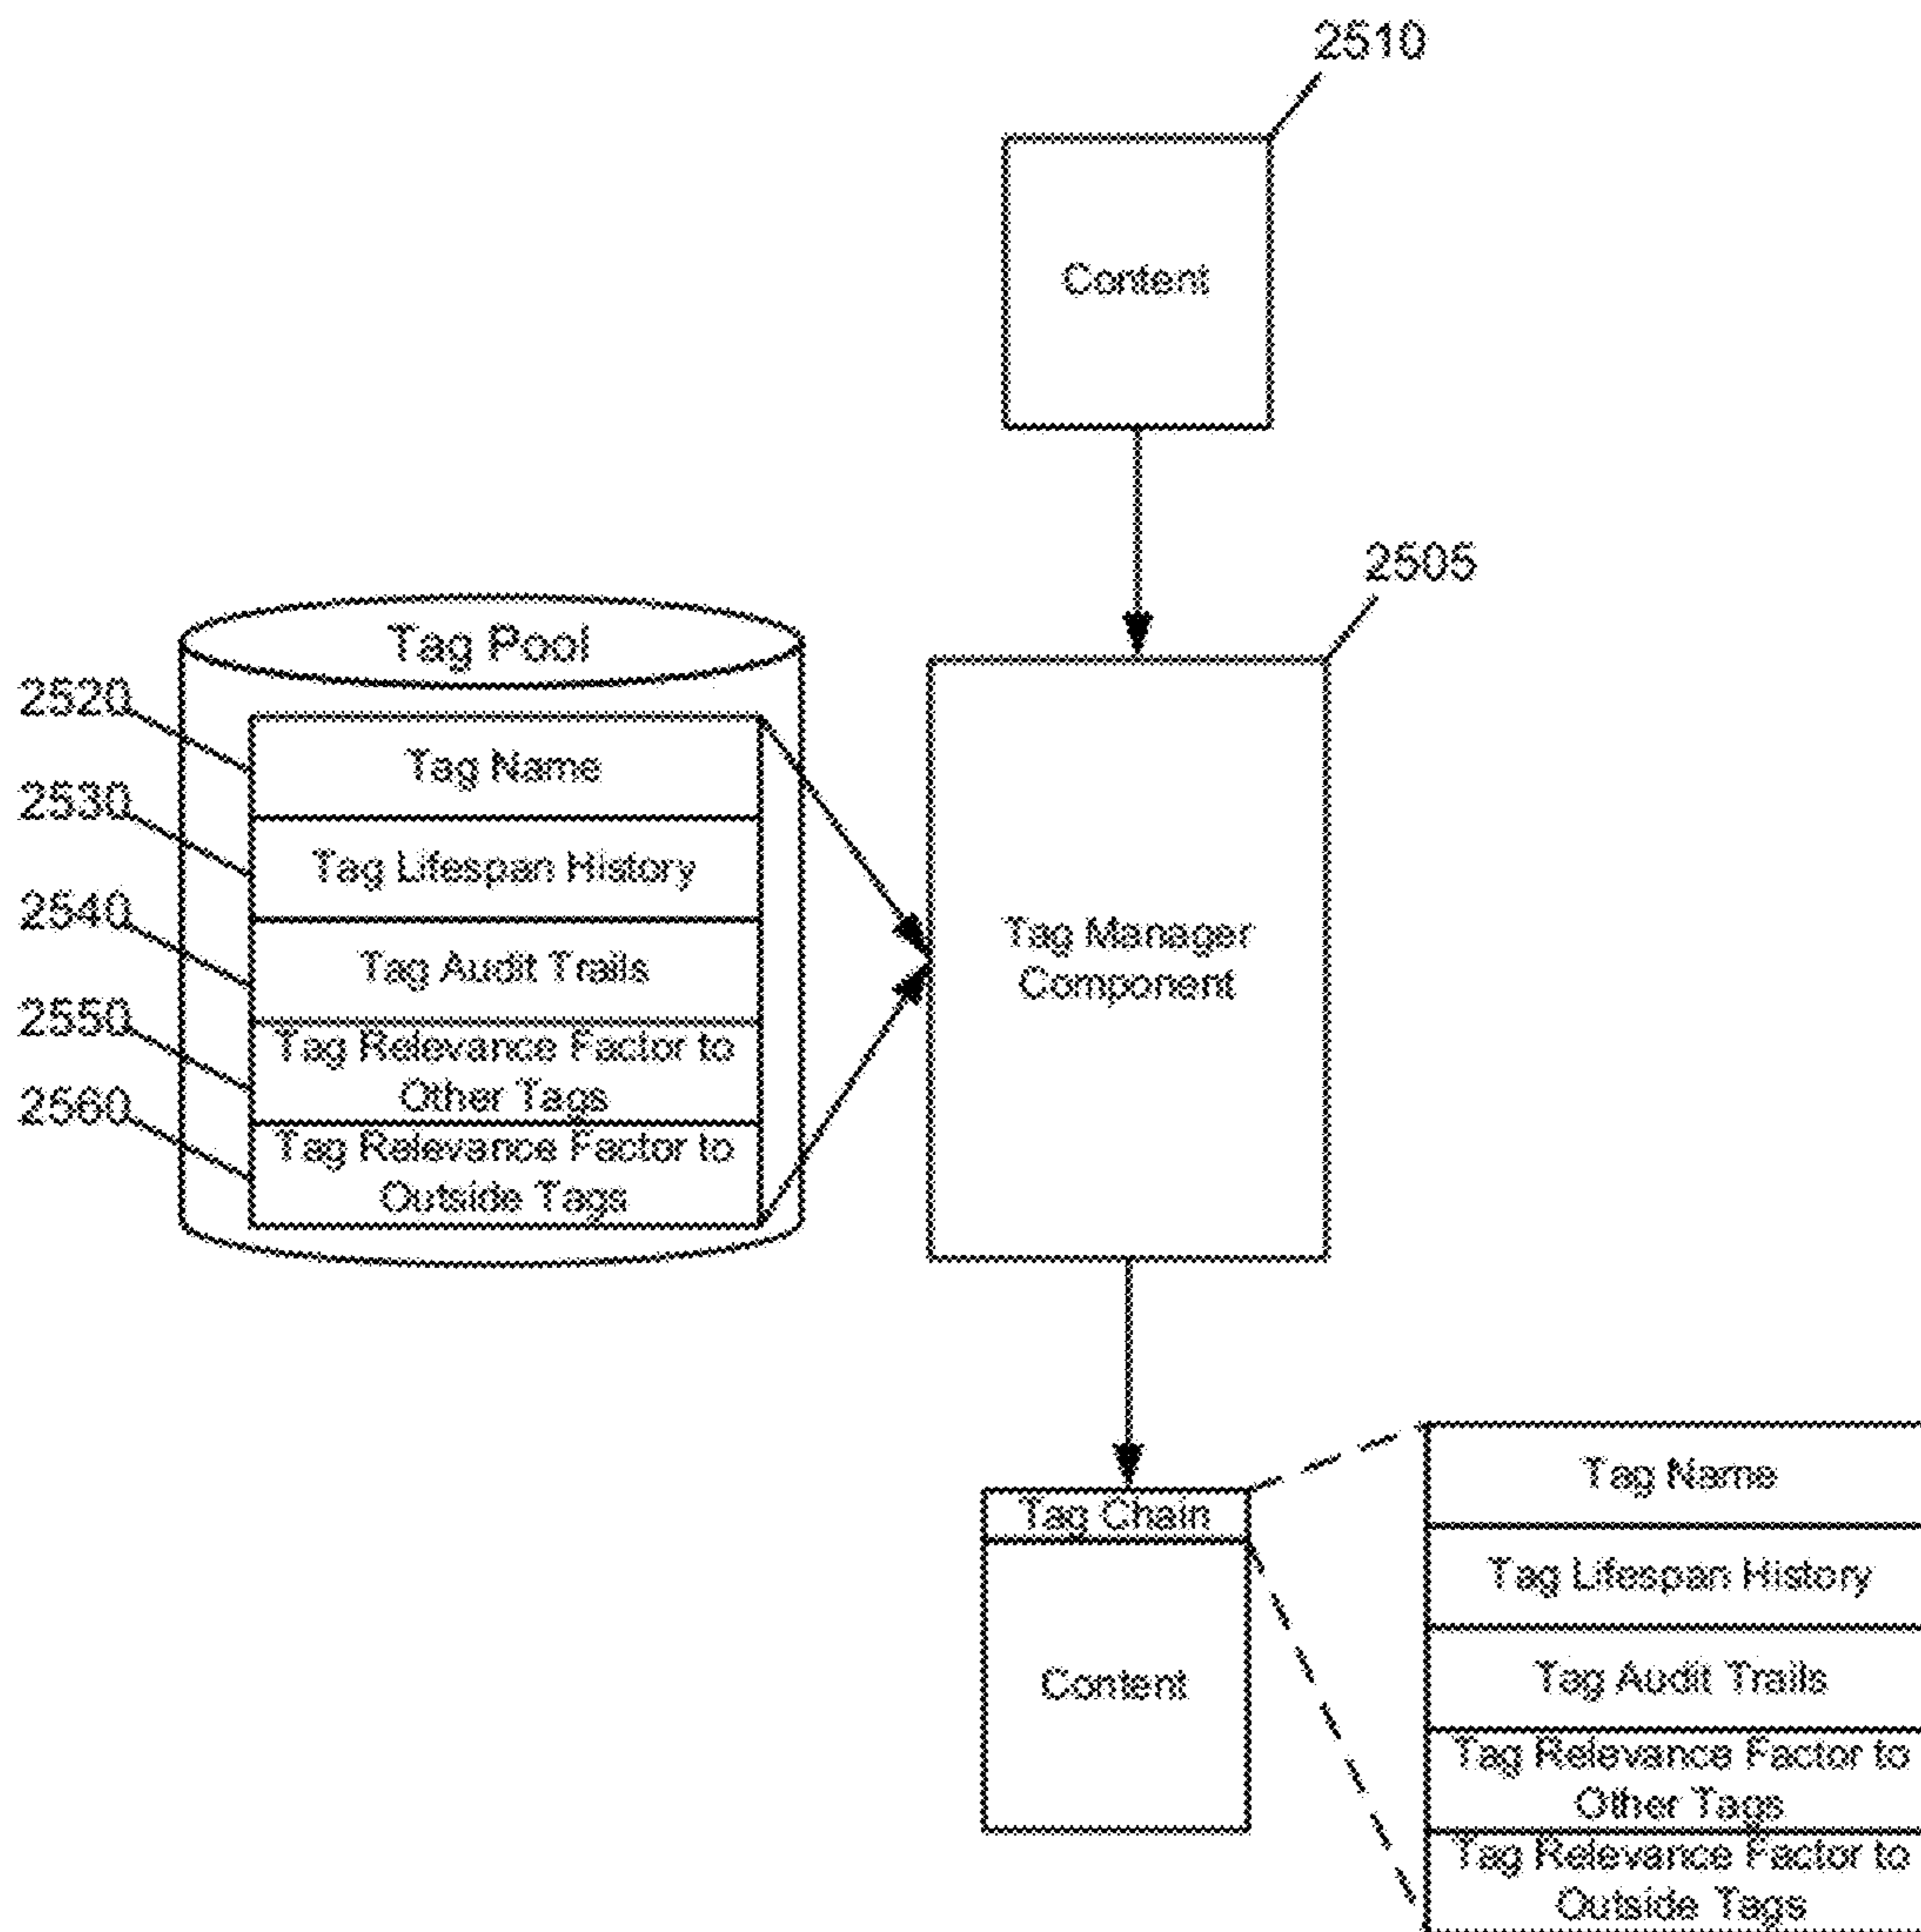 2510
Content
2505
Tag Pool
2520
Tag Name
2530
Tag Lifespan History
2540
Tag Audit Trails
2550
Tag Relevance Factor to
Other Tags
2560
Tag Relevance Factor to
Outside Tags
Tag Manager
Component
Tag Chain
Content
Tag Name
Tag Lifespan History
Tag Audit Trails
Tag Relevance Factor to
Other Tags
Tag Relevance Factor to
Outside Tags